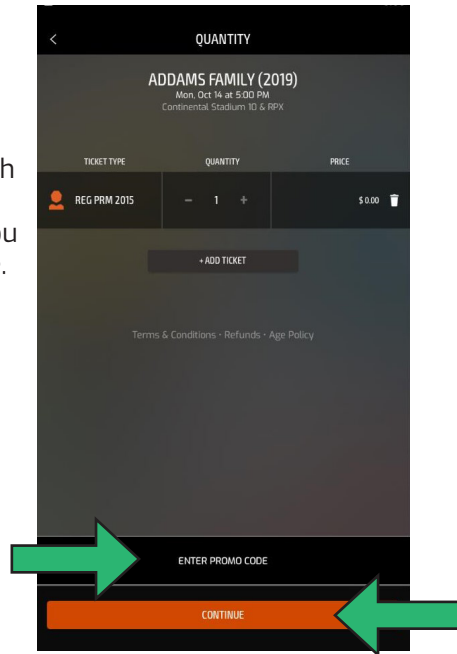 QUANTITY
ADDAMS FAMILY (2019)
Mon, Oct 14 at 5:00 PM
Continental Stadium 10 & RPX
TICKET TYPE QUANTITY PRICE
REG PRM 2015 - 1 + $ 0.00
+ ADD TICKET
Terms & Conditions • Refunds • Age Policy
ENTER PROMO CODE
CONTINUE